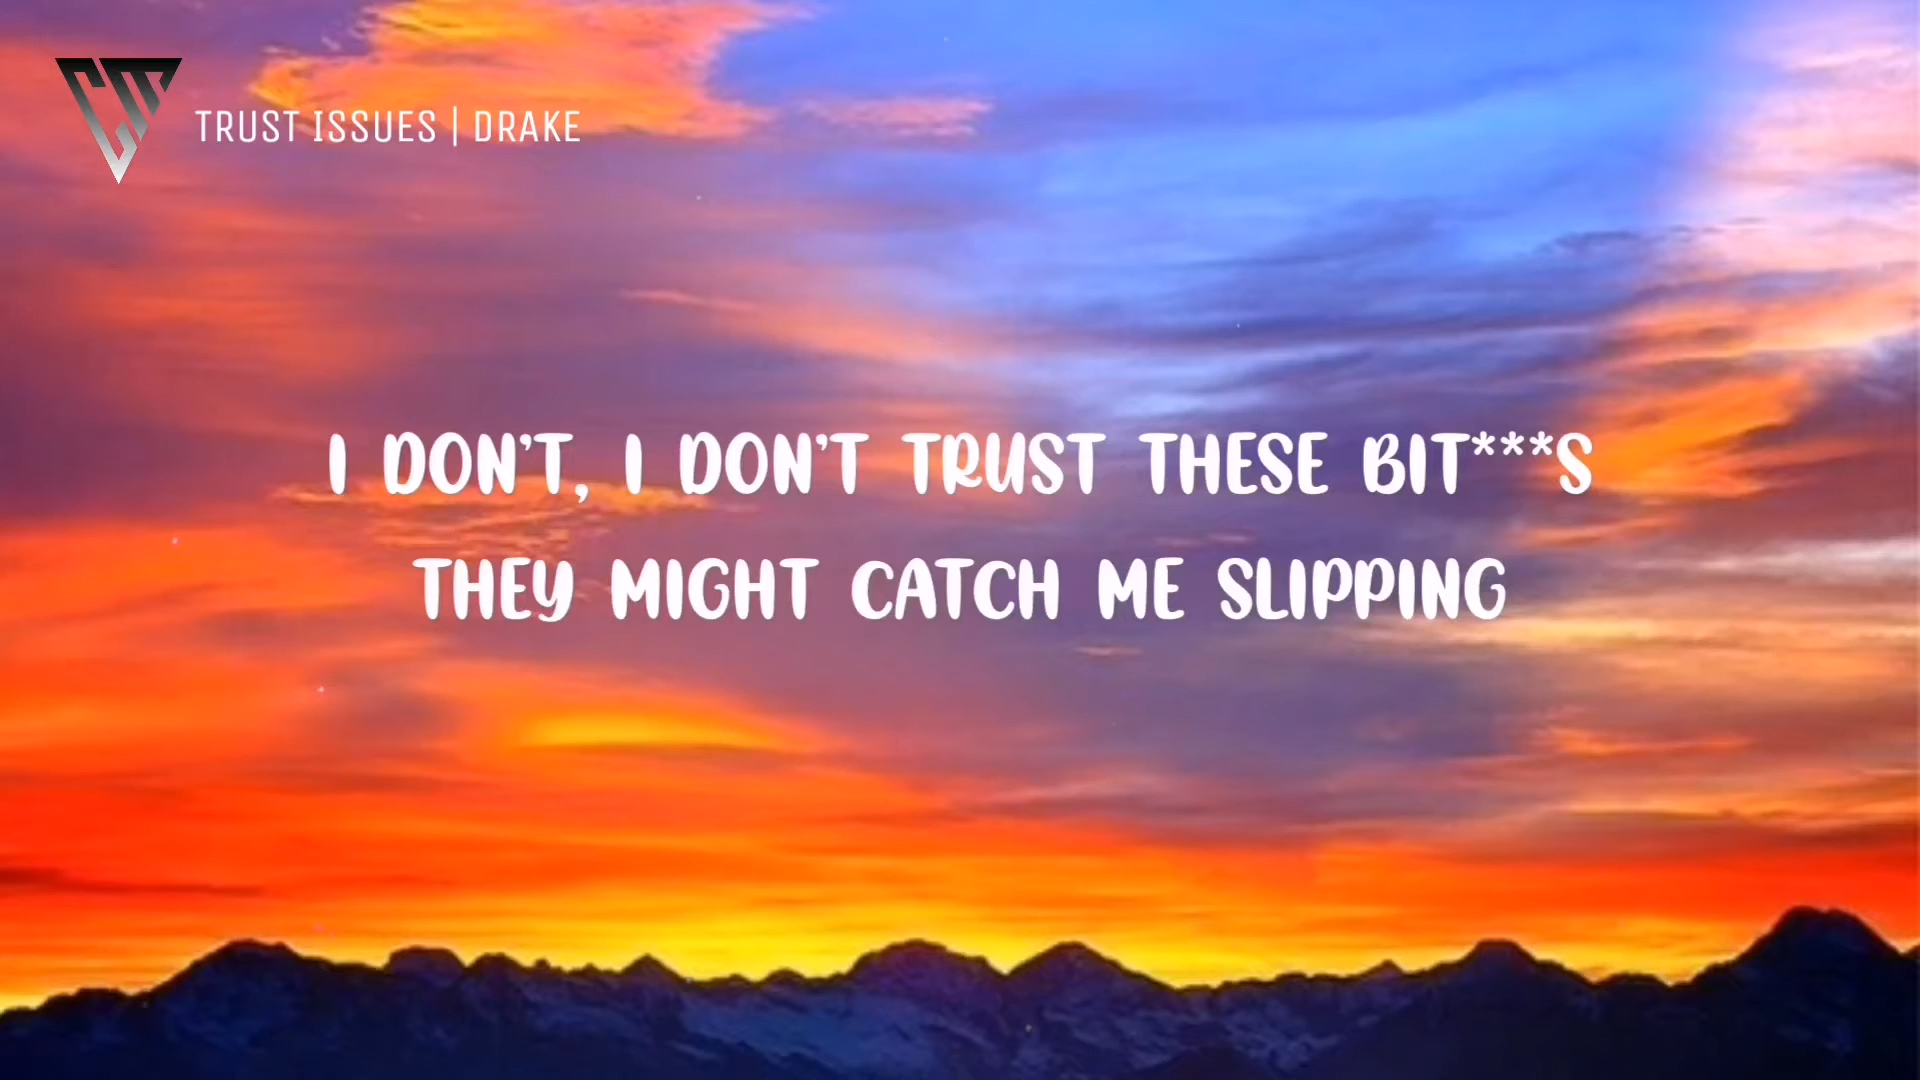 TRUST ISSUES | DRAKE
I DON'T, I DON'T TRUST THESE BIT***S
THEY MIGHT CATCH ME SLIPPING